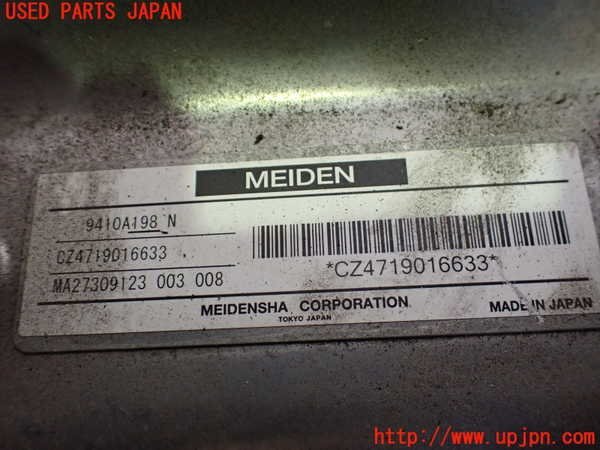 USED PARTS JAPAN
MEIDEN
9410A198 N
CZ4719016633
MA27309123 003 008
*CZ4719016633*
MEIDENSHA CORPORATION
TOKYO JAPAN
MADE IN JAPAN
http://www.upjpn.com/